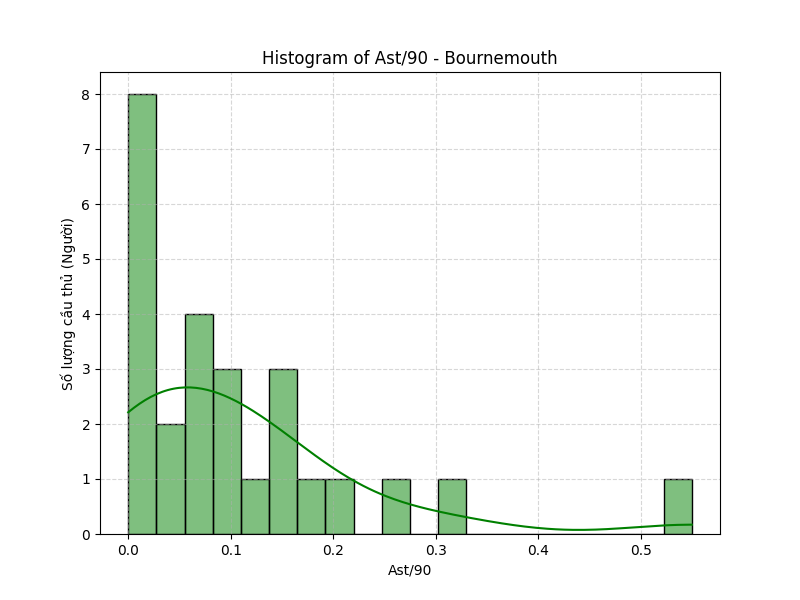 Histogram of Ast/90 - Bournemouth
Số lượng cầu thủ (Người)
8
7
6
5
4
3
2
1
0
0.0 0.1 0.2 0.3 0.4 0.5
Ast/90